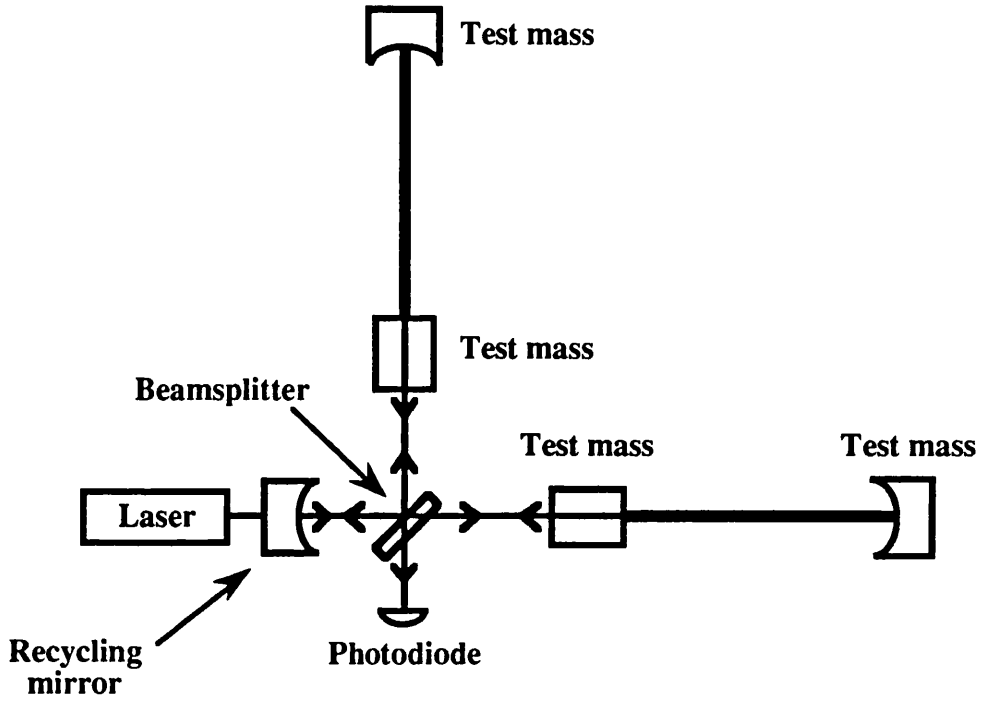 Test mass
Test mass
Beamsplitter
Test mass
Test mass
Laser
Photodiode
Recycling
mirror